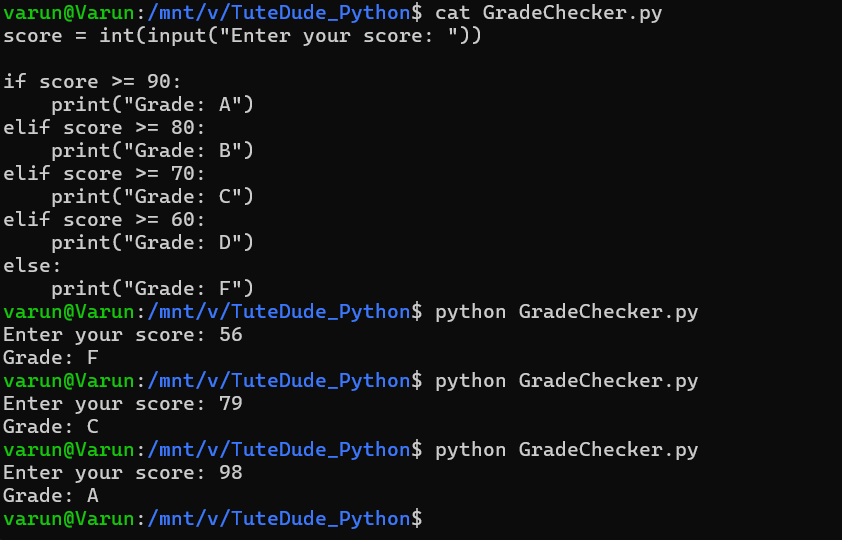 varun@Varun:/mnt/v/TuteDude_Python$ cat GradeChecker.py
score = int(input("Enter your score: "))

if score >= 90:
    print("Grade: A")
elif score >= 80:
    print("Grade: B")
elif score >= 70:
    print("Grade: C")
elif score >= 60:
    print("Grade: D")
else:
    print("Grade: F")
varun@Varun:/mnt/v/TuteDude_Python$ python GradeChecker.py
Enter your score: 56
Grade: F
varun@Varun:/mnt/v/TuteDude_Python$ python GradeChecker.py
Enter your score: 79
Grade: C
varun@Varun:/mnt/v/TuteDude_Python$ python GradeChecker.py
Enter your score: 98
Grade: A
varun@Varun:/mnt/v/TuteDude_Python$